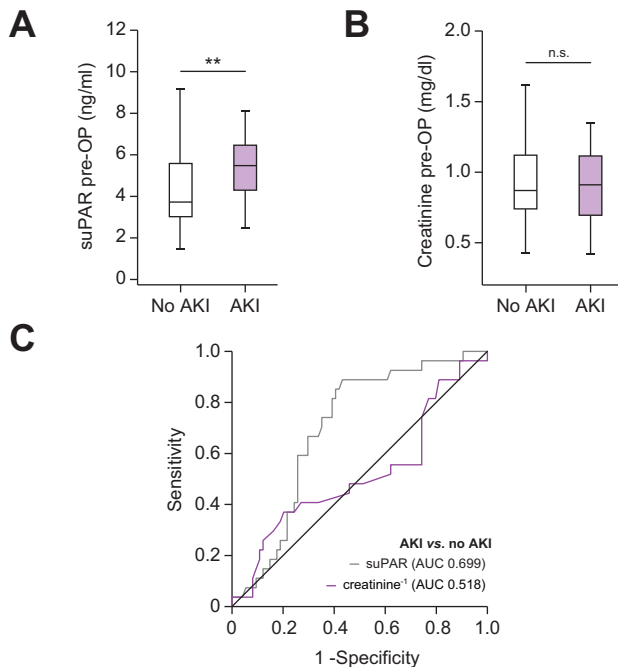 A
suPAR pre-OP (ng/ml)
12
10
8
6
4
2
0
**
No AKI
AKI
B
Creatinine pre-OP (mg/dl)
2.0
1.5
1.0
0.5
n.s.
No AKI
AKI
C
Sensitivity
1.0
0.8
0.6
0.4
0.2
0
AKI vs. no AKI
suPAR (AUC 0.699)
creatinine⁻¹ (AUC 0.518)
0 0.2 0.4 0.6 0.8 1.0
1 -Specificity